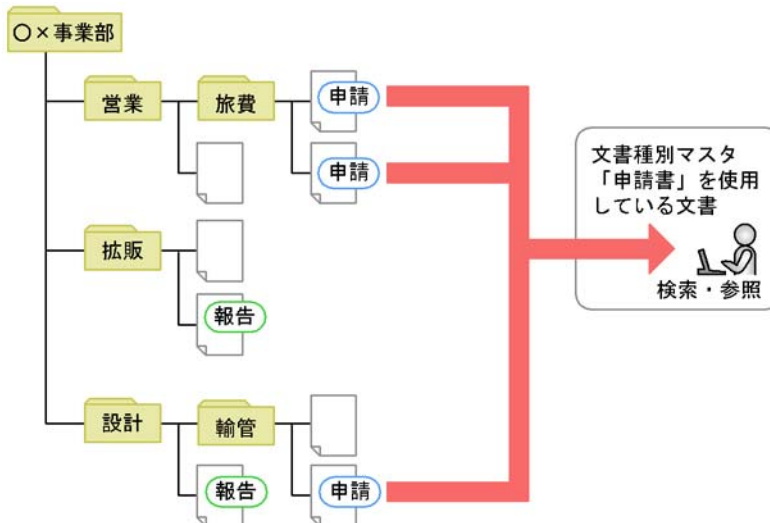 〇×事業部
営業
旅費
申請
申請
文書種別マスタ
「申請書」を使用
している文書
検索・参照
拡販
報告
設計
輸管
報告
申請